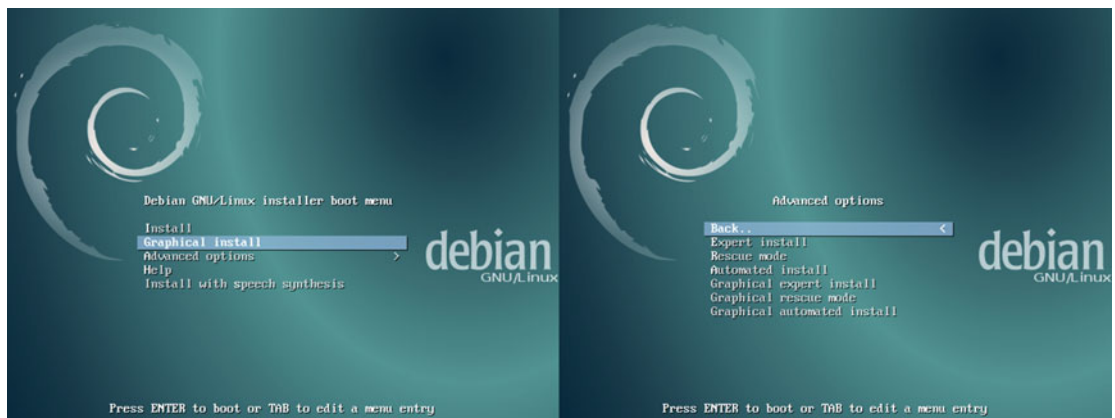 Debian GNU/Linux installer boot menu
Install
Graphical install
Advanced options >
Help
Install with speech synthesis
debian
GNU/Linux
Press ENTER to boot or TAB to edit a menu entry
Advanced options
Back.. <
Expert install
Rescue mode
Automated install
Graphical expert install
Graphical rescue mode
Graphical automated install
debian
GNU/Linux
Press ENTER to boot or TAB to edit a menu entry